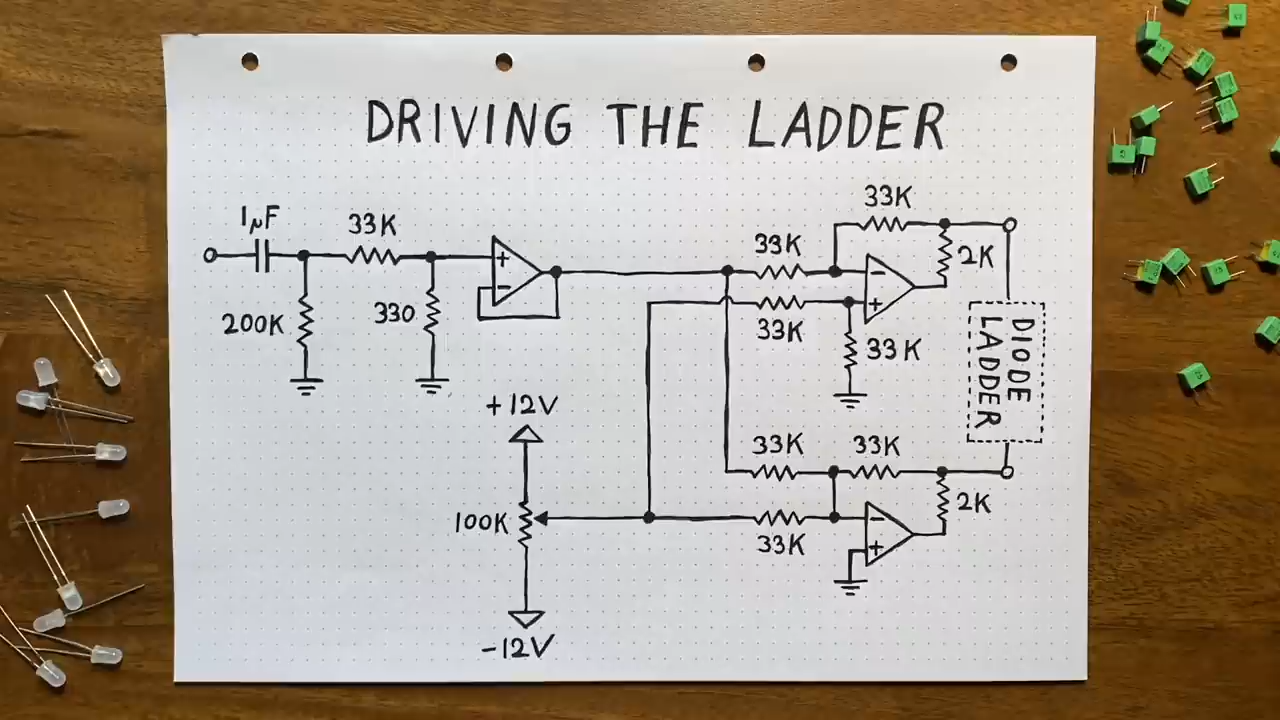 DRIVING THE LADDER
1µF
33K
200K
330
+
-
+12V
100K
-12V
33K
33K
2K
-
+
33K
33K
DIODE
LADDER
33K
33K
2K
33K
-
+